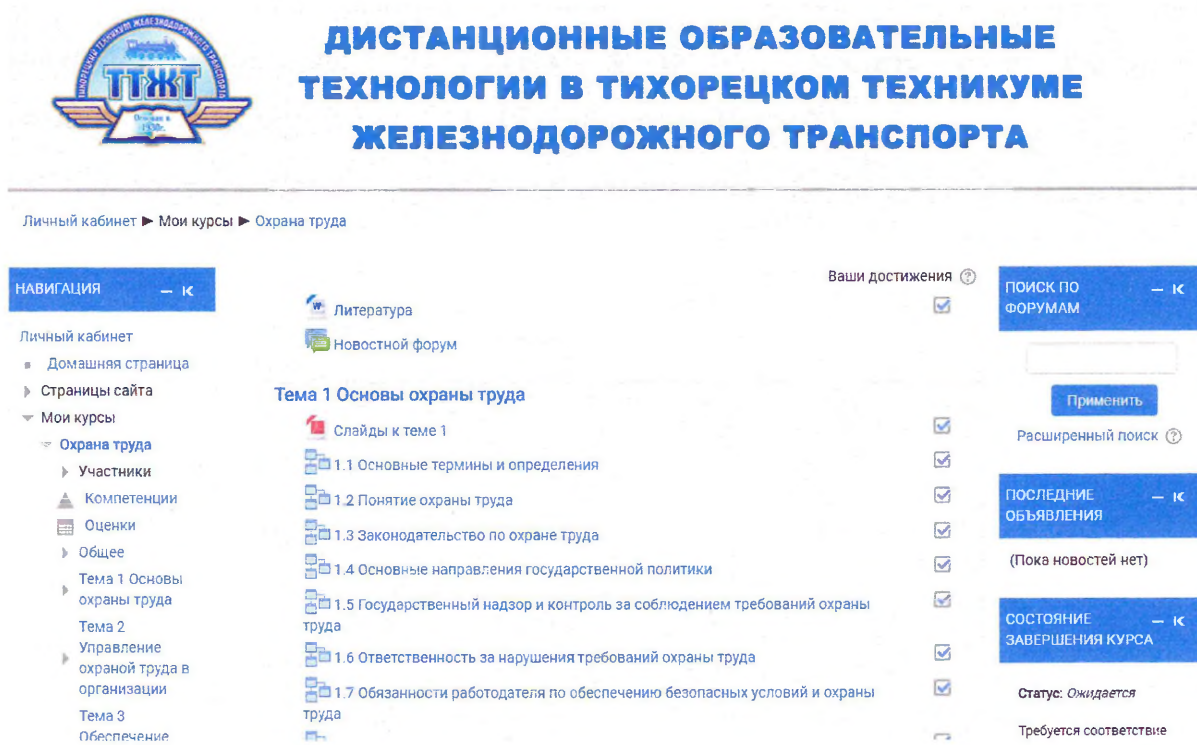 ТИХОРЕЦКИЙ ТЕХНИКУМ ЖЕЛЕЗНОДОРОЖНОГО ТРАНСПОРТА
ТТЖТ
Основан в
1930г.
ДИСТАНЦИОННЫЕ ОБРАЗОВАТЕЛЬНЫЕ
ТЕХНОЛОГИИ В ТИХОРЕЦКОМ ТЕХНИКУМЕ
ЖЕЛЕЗНОДОРОЖНОГО ТРАНСПОРТА
Личный кабинет ► Мои курсы ► Охрана труда
НАВИГАЦИЯ
Личный кабинет
Домашняя страница
Страницы сайта
Мои курсы
Охрана труда
Участники
Компетенции
Оценки
Общее
Тема 1 Основы
охраны труда
Тема 2
Управление
охраной труда в
организации
Тема 3
Обеспечение
Ваши достижения
Литература
Новостной форум
Тема 1 Основы охраны труда
Слайды к теме 1
1.1 Основные термины и определения
1.2 Понятие охраны труда
1.3 Законодательство по охране труда
1.4 Основные направления государственной политики
1.5 Государственный надзор и контроль за соблюдением требований охраны
труда
1.6 Ответственность за нарушения требований охраны труда
1.7 Обязанности работодателя по обеспечению безопасных условий и охраны
труда
ПОИСК ПО
ФОРУМАМ
Применить
Расширенный поиск
ПОСЛЕДНИЕ
ОБЪЯВЛЕНИЯ
(Пока новостей нет)
СОСТОЯНИЕ
ЗАВЕРШЕНИЯ КУРСА
Статус: Ожидается
Требуется соответствие